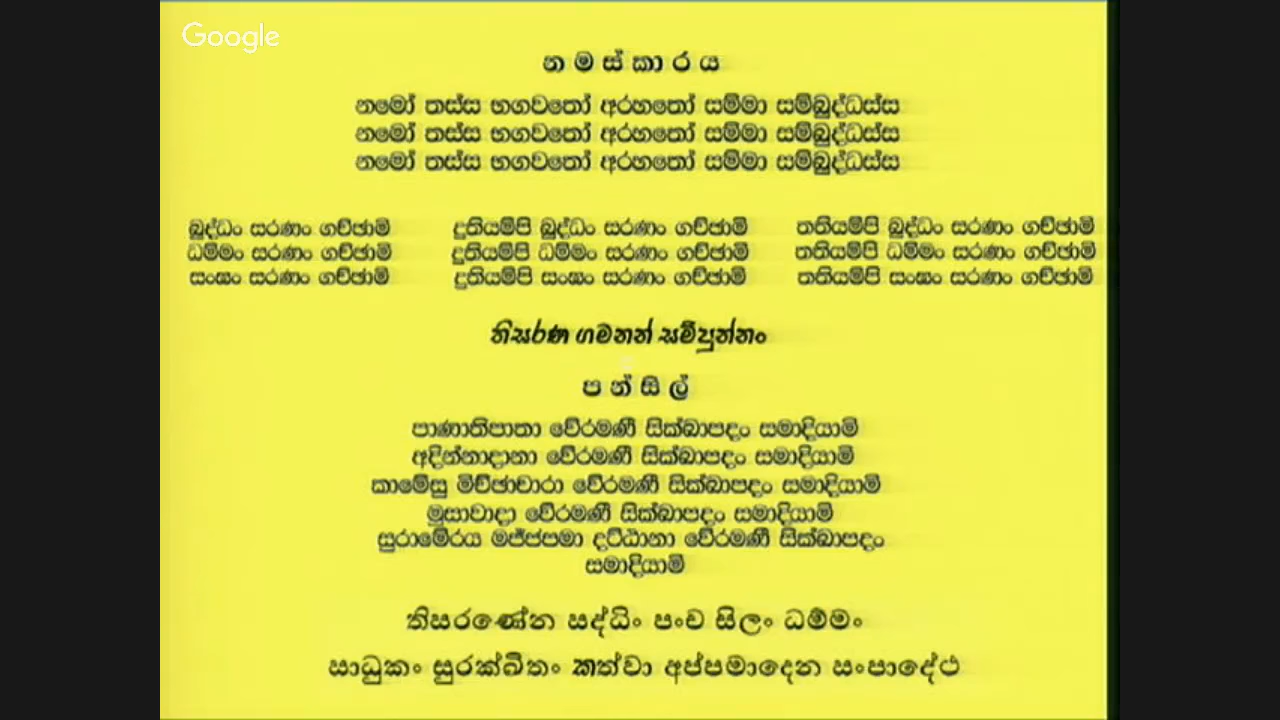 Google
න ම ස් කා ර ය
නමෝ තස්ස භගවතෝ අරහතෝ සම්මා සම්බුද්ධස්ස
නමෝ තස්ස භගවතෝ අරහතෝ සම්මා සම්බුද්ධස්ස
නමෝ තස්ස භගවතෝ අරහතෝ සම්මා සම්බුද්ධස්ස
බුද්ධං සරණං ගච්ඡාමි
ධම්මං සරණං ගච්ඡාමි
සංඝං සරණං ගච්ඡාමි
දුතියම්පි බුද්ධං සරණං ගච්ඡාමි
දුතියම්පි ධම්මං සරණං ගච්ඡාමි
දුතියම්පි සංඝං සරණං ගච්ඡාමි
තතියම්පි බුද්ධං සරණං ගච්ඡාමි
තතියම්පි ධම්මං සරණං ගච්ඡාමි
තතියම්පි සංඝං සරණං ගච්ඡාමි
තිසරණ ගමනන් සම්පුන්නං
ප න් සි ල්
පාණාතිපාතා වේරමණී සික්ඛාපදං සමාදියාමි
අදින්නාදානා වේරමණී සික්ඛාපදං සමාදියාමි
කාමේසු මිච්ඡාචාරා වේරමණී සික්ඛාපදං සමාදියාමි
මුසාවාදා වේරමණී සික්ඛාපදං සමාදියාමි
සුරාමේරය මජ්ජපමා දට්ඨානා වේරමණී සික්ඛාපදං
සමාදියාමි
තිසරණේන සද්ධිං පංච සිලං ධම්මං
සාධුකං සුරක්ඛිතං කත්වා අප්පමාදෙන සංපාදේථ